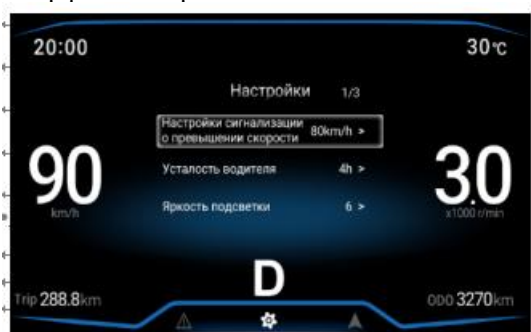 20:00
30°C
Настройки 1/3
Настройки сигнализации
о превышении скорости 80km/h >
Усталость водителя 4h >
Яркость подсветки 6 >
90
km/h
3.0
x1000 r/min
D
Trip 288.8km
ODO 3270km